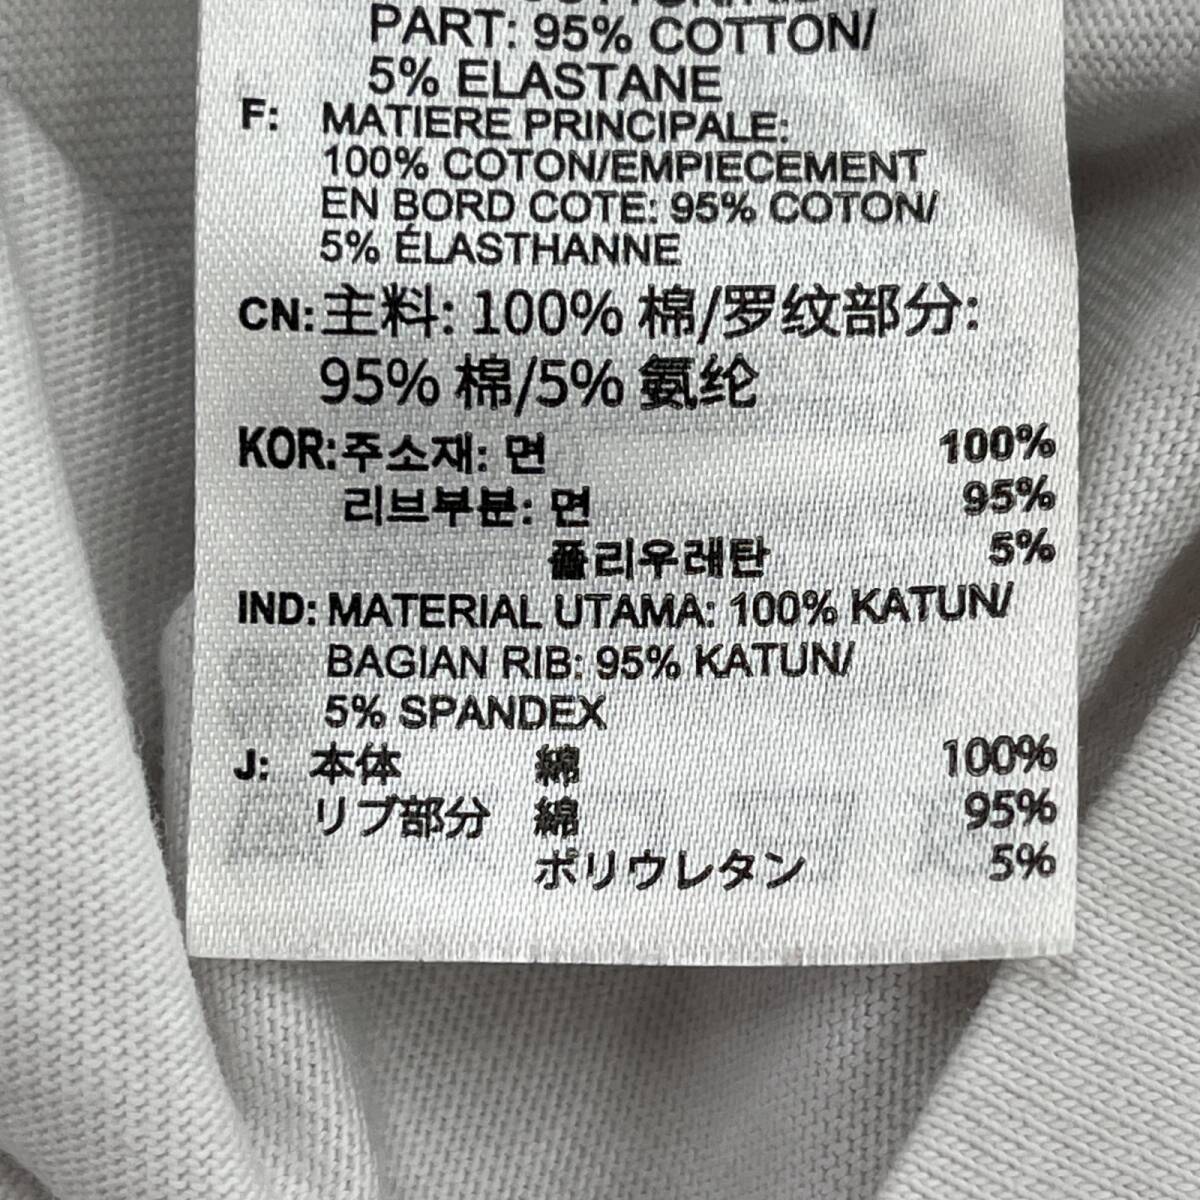 PART: 95% COTTON/
5% ELASTANE
F: MATIERE PRINCIPALE:
100% COTON/EMPIECEMENT
EN BORD COTE: 95% COTON/
5% ÉLASTHANNE
CN: 主料: 100% 棉/罗纹部分:
95% 棉/5% 氨纶
KOR: 주소재: 면 100%
리브부분: 면 95%
폴리우레탄 5%
IND: MATERIAL UTAMA: 100% KATUN/
BAGIAN RIB: 95% KATUN/
5% SPANDEX
J: 本体 綿 100%
リブ部分 綿 95%
ポリウレタン 5%